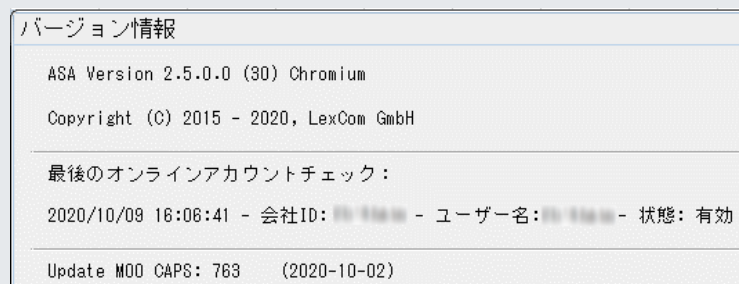 バージョン情報
ASA Version 2.5.0.0 (30) Chromium
Copyright (C) 2015 - 2020, LexCom GmbH
最後のオンラインアカウントチェック:
2020/10/09 16:06:41 - 会社ID: - ユーザー名: - 状態: 有効
Update MOO CAPS: 763 (2020-10-02)